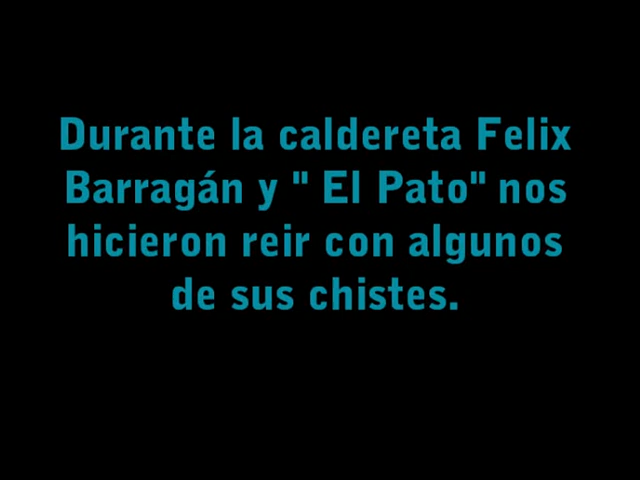 Durante la caldereta Felix
Barragán y " El Pato" nos
hicieron reir con algunos
de sus chistes.